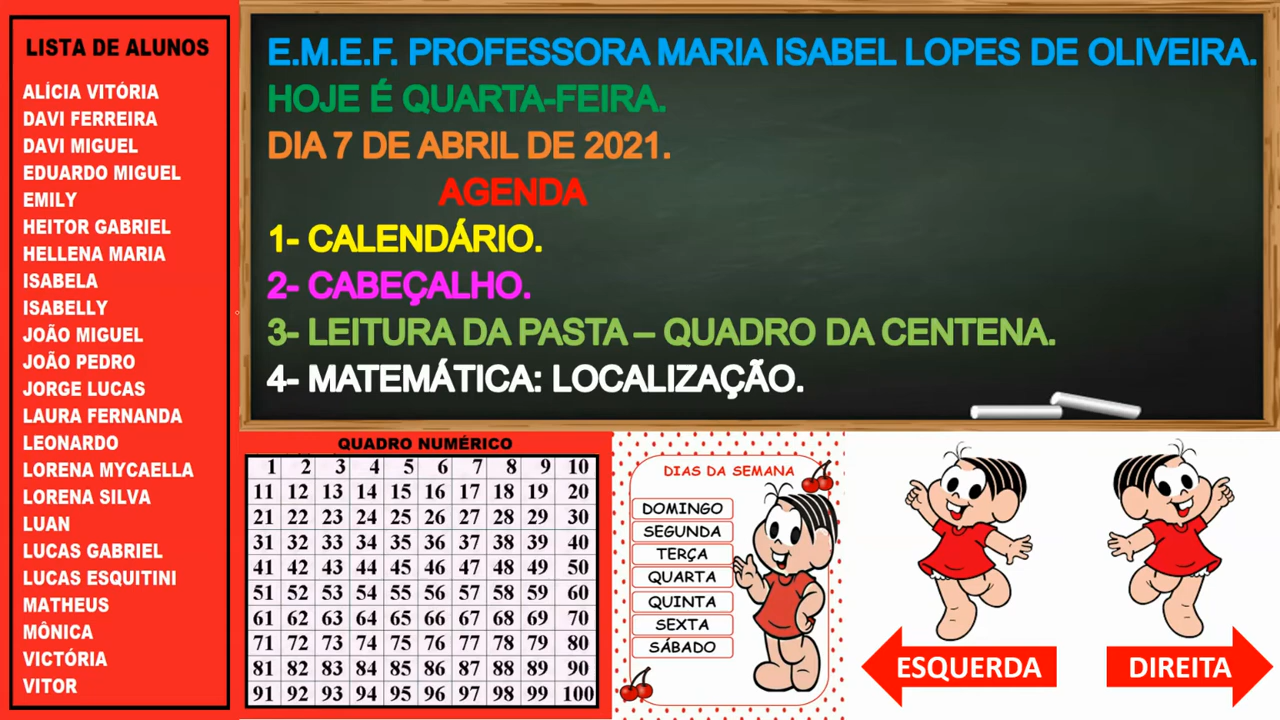 LISTA DE ALUNOS
ALÍCIA VITÓRIA
DAVI FERREIRA
DAVI MIGUEL
EDUARDO MIGUEL
EMILY
HEITOR GABRIEL
HELLENA MARIA
ISABELA
ISABELLY
JOÃO MIGUEL
JOÃO PEDRO
JORGE LUCAS
LAURA FERNANDA
LEONARDO
LORENA MYCAELLA
LORENA SILVA
LUAN
LUCAS GABRIEL
LUCAS ESQUITINI
MATHEUS
MÔNICA
VICTÓRIA
VITOR
E.M.E.F. PROFESSORA MARIA ISABEL LOPES DE OLIVEIRA.
HOJE É QUARTA-FEIRA.
DIA 7 DE ABRIL DE 2021.
AGENDA
1- CALENDÁRIO.
2- CABEÇALHO.
3- LEITURA DA PASTA – QUADRO DA CENTENA.
4- MATEMÁTICA: LOCALIZAÇÃO.
QUADRO NUMÉRICO
1 2 3 4 5 6 7 8 9 10
11 12 13 14 15 16 17 18 19 20
21 22 23 24 25 26 27 28 29 30
31 32 33 34 35 36 37 38 39 40
41 42 43 44 45 46 47 48 49 50
51 52 53 54 55 56 57 58 59 60
61 62 63 64 65 66 67 68 69 70
71 72 73 74 75 76 77 78 79 80
81 82 83 84 85 86 87 88 89 90
91 92 93 94 95 96 97 98 99 100
DIAS DA SEMANA
DOMINGO
SEGUNDA
TERÇA
QUARTA
QUINTA
SEXTA
SÁBADO
ESQUERDA
DIREITA